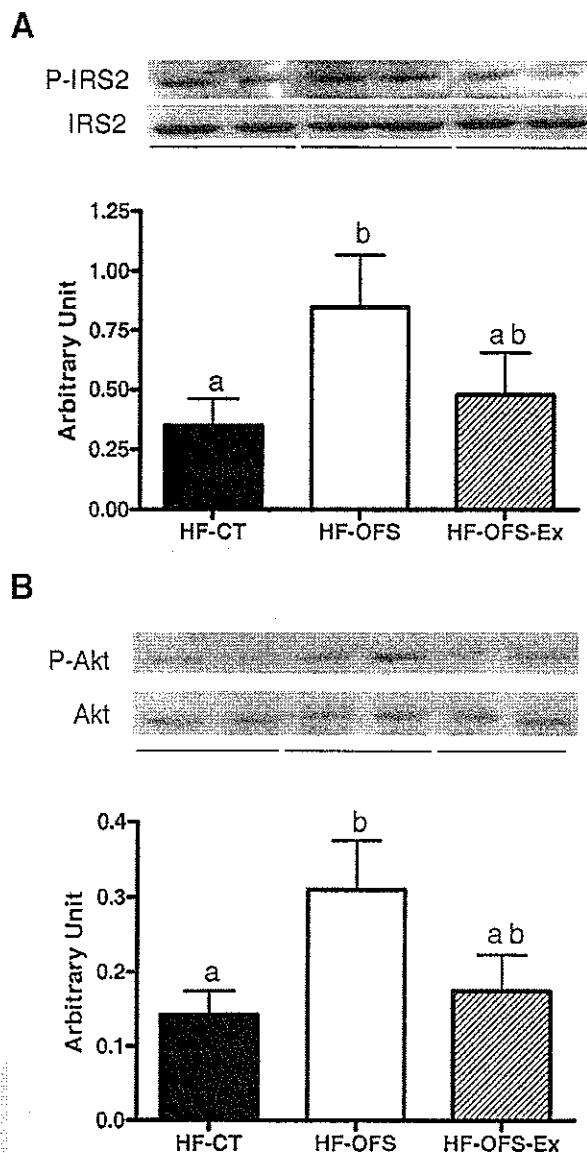 A
P-IRS2
IRS2
1.25
1.00
0.75
0.50
0.25
0.00
Arbitrary Unit
a
b
a b
HF-CT HF-OFS HF-OFS-Ex
B
P-Akt
Akt
0.4
0.3
0.2
0.1
0.0
Arbitrary Unit
a
b
a b
HF-CT HF-OFS HF-OFS-Ex